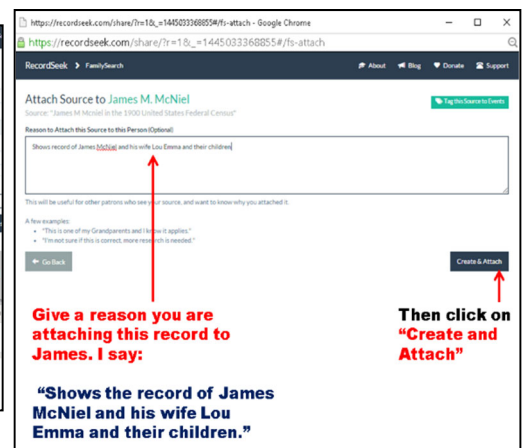 https://recordseek.com/share/?r=1&_=1445033368855#/fs-attach - Google Chrome
https://recordseek.com/share/?r=1&_=1445033368855#/fs-attach
RecordSeek > FamilySearch About Blog Donate Support
Attach Source to James M. McNiel
Tag this Source to Events
Source: "James M Mcniel in the 1900 United States Federal Census"
Reason to Attach this Source to this Person (Optional)
Shows record of James McNiel and his wife Lou Emma and their children
This will be useful for other patrons who see your source, and want to know why you attached it.
A few examples:
"This is one of my Grandparents and I know it applies."
"I'm not sure if this is correct, more research is needed."
Go Back
Create & Attach
Give a reason you are
attaching this record to
James. I say:
"Shows the record of James
McNiel and his wife Lou
Emma and their children."
Then click on
"Create and
Attach"